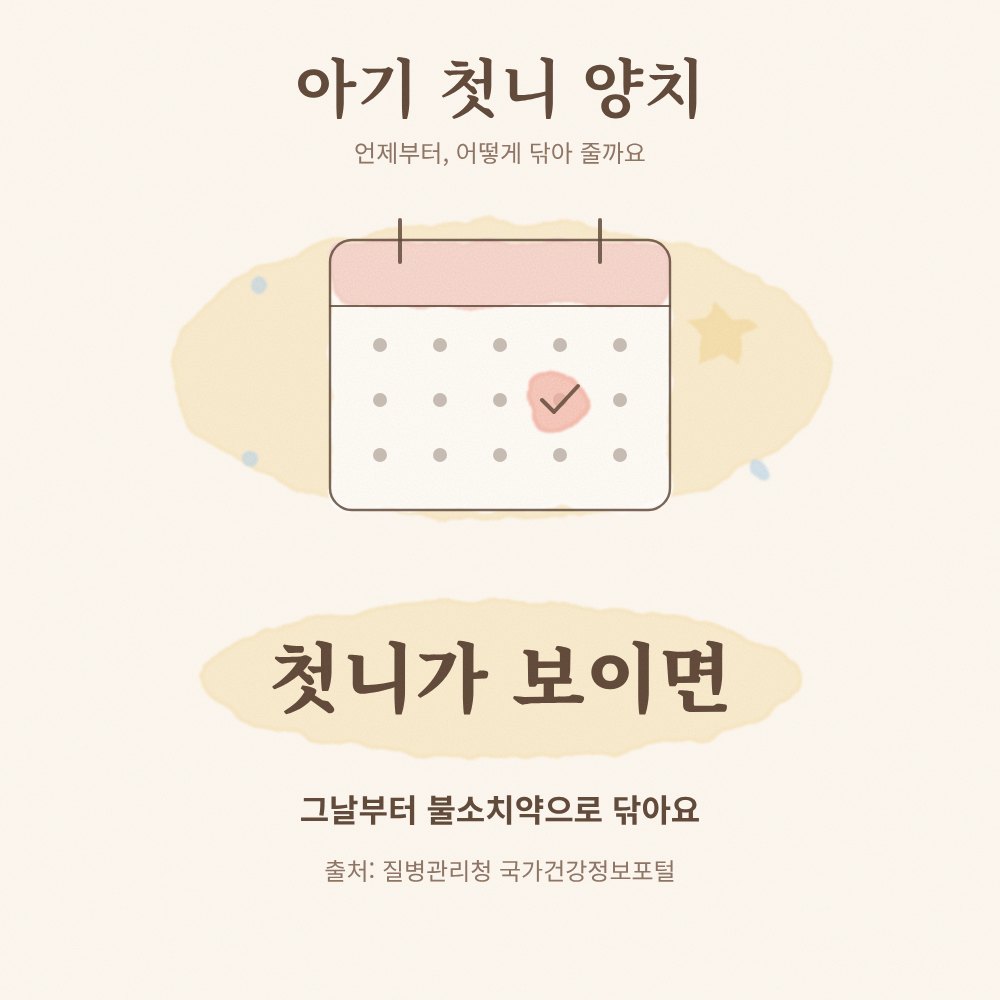 아기 첫니 양치
언제부터, 어떻게 닦아 줄까요
첫니가 보이면
그날부터 불소치약으로 닦아요
출처: 질병관리청 국가건강정보포털